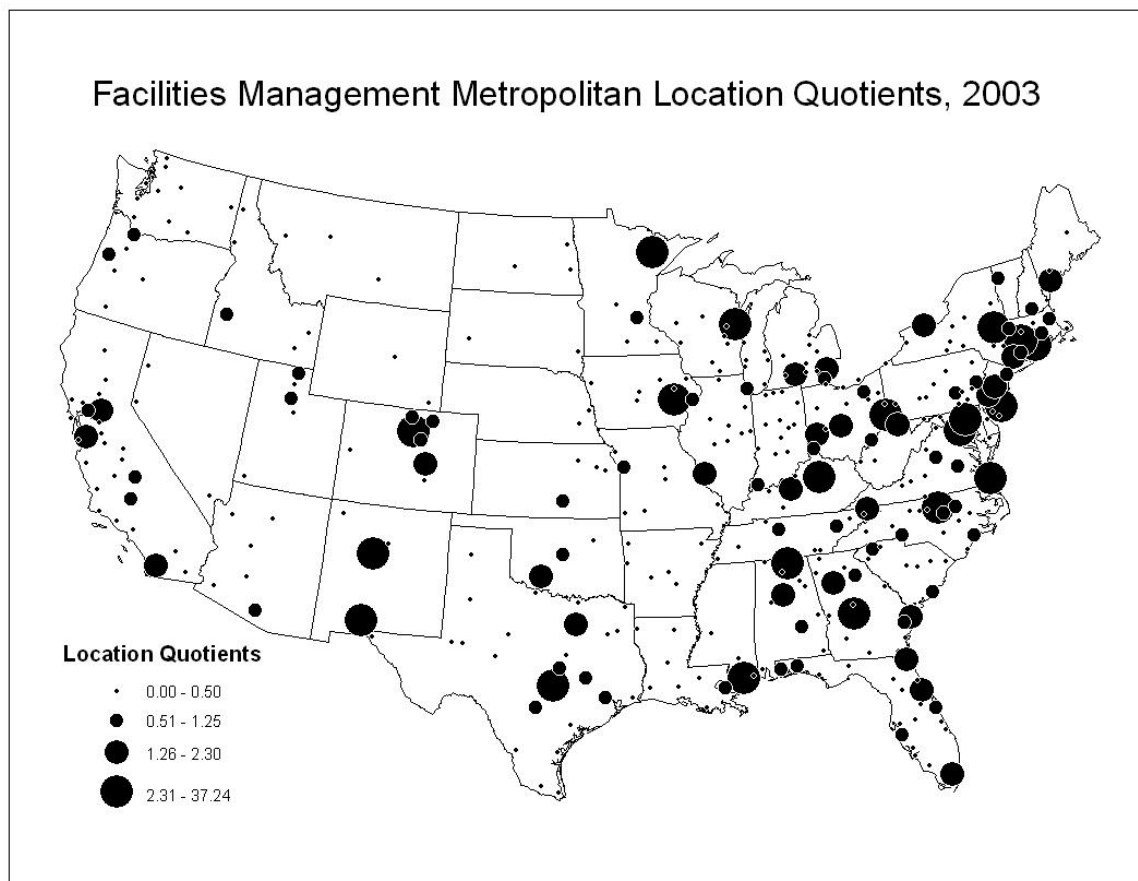 Facilities Management Metropolitan Location Quotients, 2003
Location Quotients
0.00 - 0.50
0.51 - 1.25
1.26 - 2.30
2.31 - 37.24